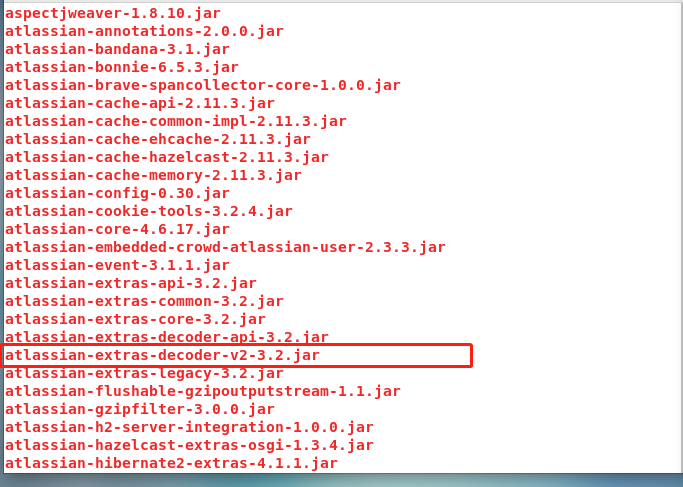 aspectjweaver-1.8.10.jar
atlassian-annotations-2.0.0.jar
atlassian-bandana-3.1.jar
atlassian-bonnie-6.5.3.jar
atlassian-brave-spancollector-core-1.0.0.jar
atlassian-cache-api-2.11.3.jar
atlassian-cache-common-impl-2.11.3.jar
atlassian-cache-ehcache-2.11.3.jar
atlassian-cache-hazelcast-2.11.3.jar
atlassian-cache-memory-2.11.3.jar
atlassian-config-0.30.jar
atlassian-cookie-tools-3.2.4.jar
atlassian-core-4.6.17.jar
atlassian-embedded-crowd-atlassian-user-2.3.3.jar
atlassian-event-3.1.1.jar
atlassian-extras-api-3.2.jar
atlassian-extras-common-3.2.jar
atlassian-extras-core-3.2.jar
atlassian-extras-decoder-api-3.2.jar
atlassian-extras-decoder-v2-3.2.jar
atlassian-extras-legacy-3.2.jar
atlassian-flushable-gzipoutputstream-1.1.jar
atlassian-gzipfilter-3.0.0.jar
atlassian-h2-server-integration-1.0.0.jar
atlassian-hazelcast-extras-osgi-1.3.4.jar
atlassian-hibernate2-extras-4.1.1.jar